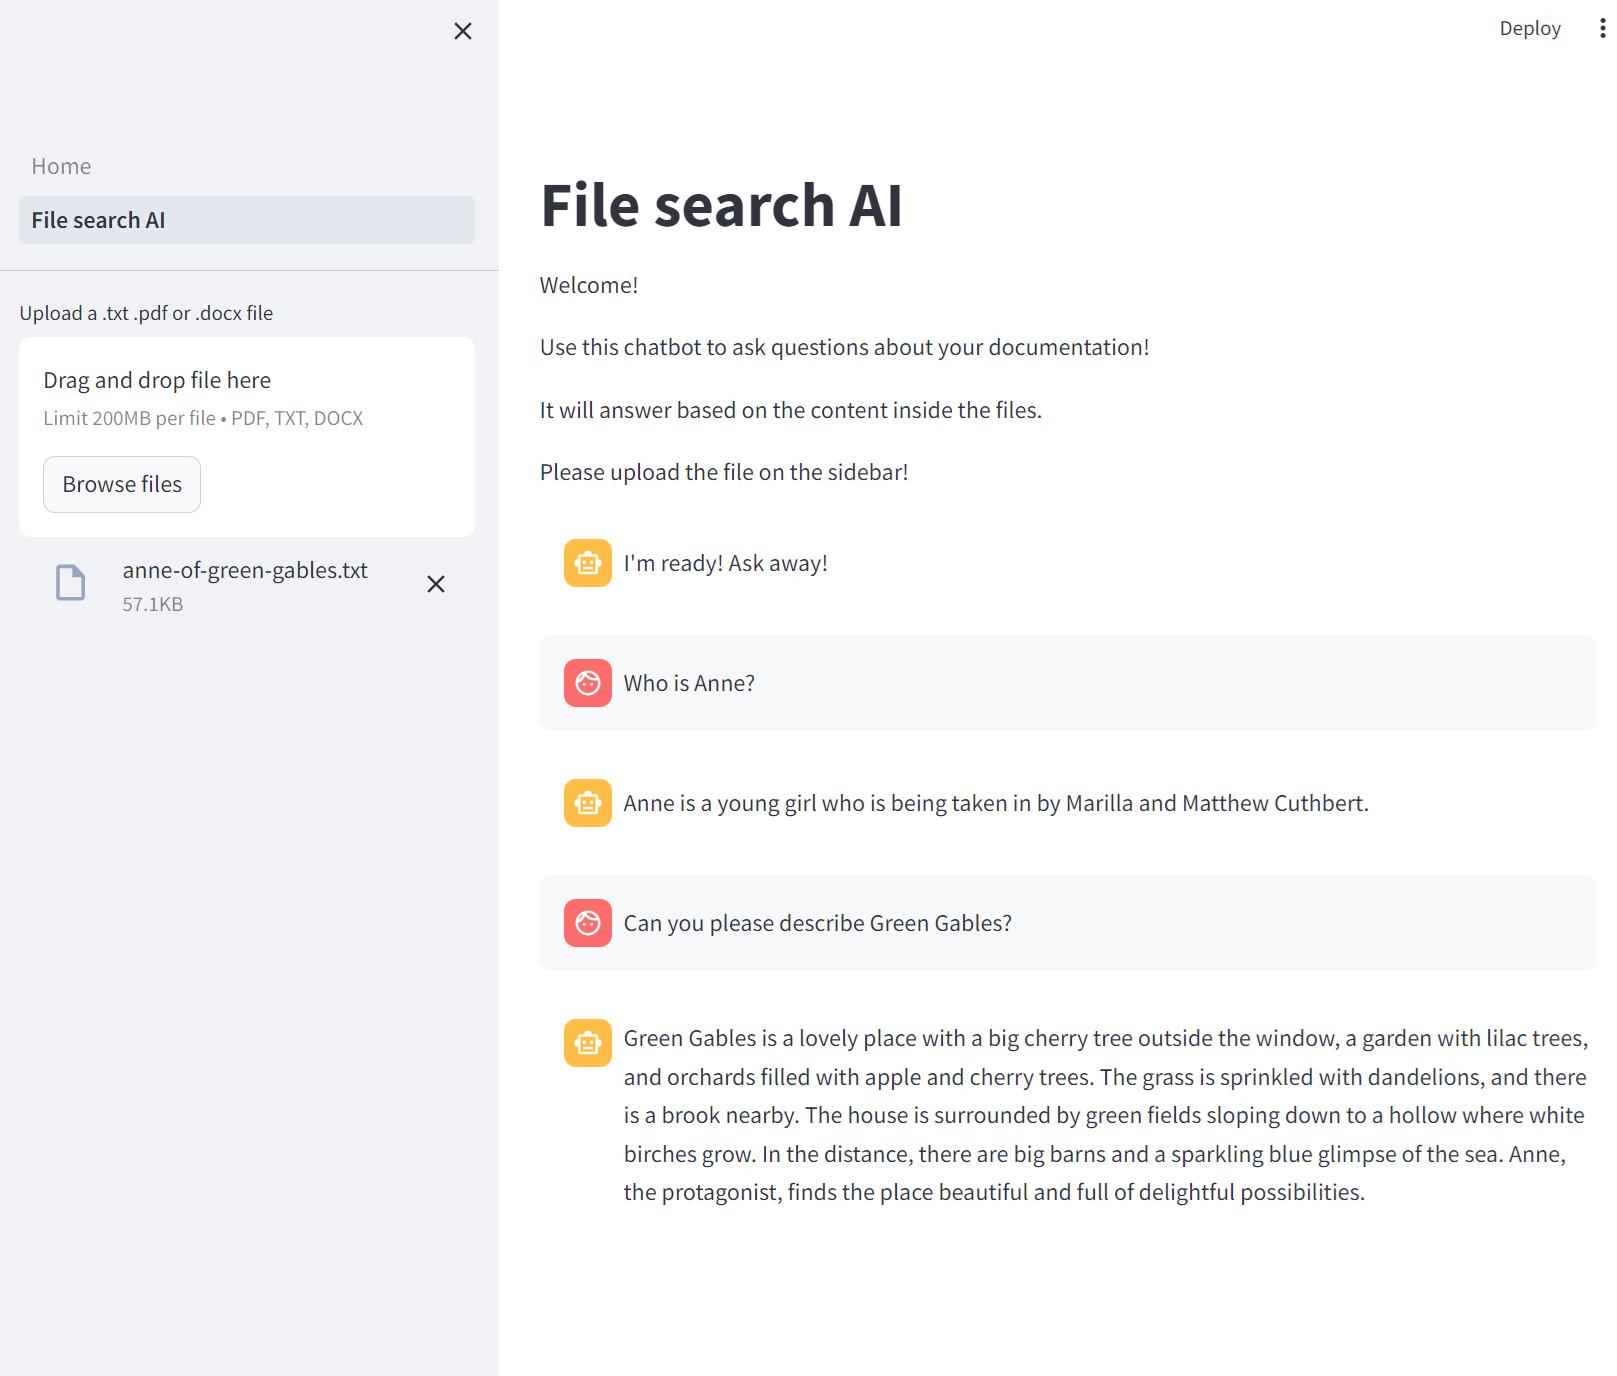 Deploy
Home
File search AI
Upload a .txt .pdf or .docx file
Drag and drop file here
Limit 200MB per file • PDF, TXT, DOCX
Browse files
anne-of-green-gables.txt
57.1KB
File search AI
Welcome!
Use this chatbot to ask questions about your documentation!
It will answer based on the content inside the files.
Please upload the file on the sidebar!
I'm ready! Ask away!
Who is Anne?
Anne is a young girl who is being taken in by Marilla and Matthew Cuthbert.
Can you please describe Green Gables?
Green Gables is a lovely place with a big cherry tree outside the window, a garden with lilac trees,
and orchards filled with apple and cherry trees. The grass is sprinkled with dandelions, and there
is a brook nearby. The house is surrounded by green fields sloping down to a hollow where white
birches grow. In the distance, there are big barns and a sparkling blue glimpse of the sea. Anne,
the protagonist, finds the place beautiful and full of delightful possibilities.